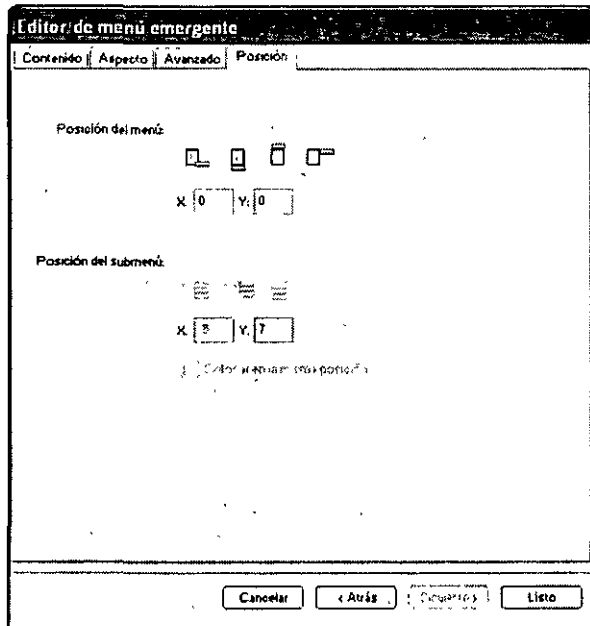 Editor de menú emergente
Contenido Aspecto Avanzado Posición
Posición del menú:
X: 0 Y: 0
Posición del submenú:
X: Y: 7
Cancelar < Atrás Listo